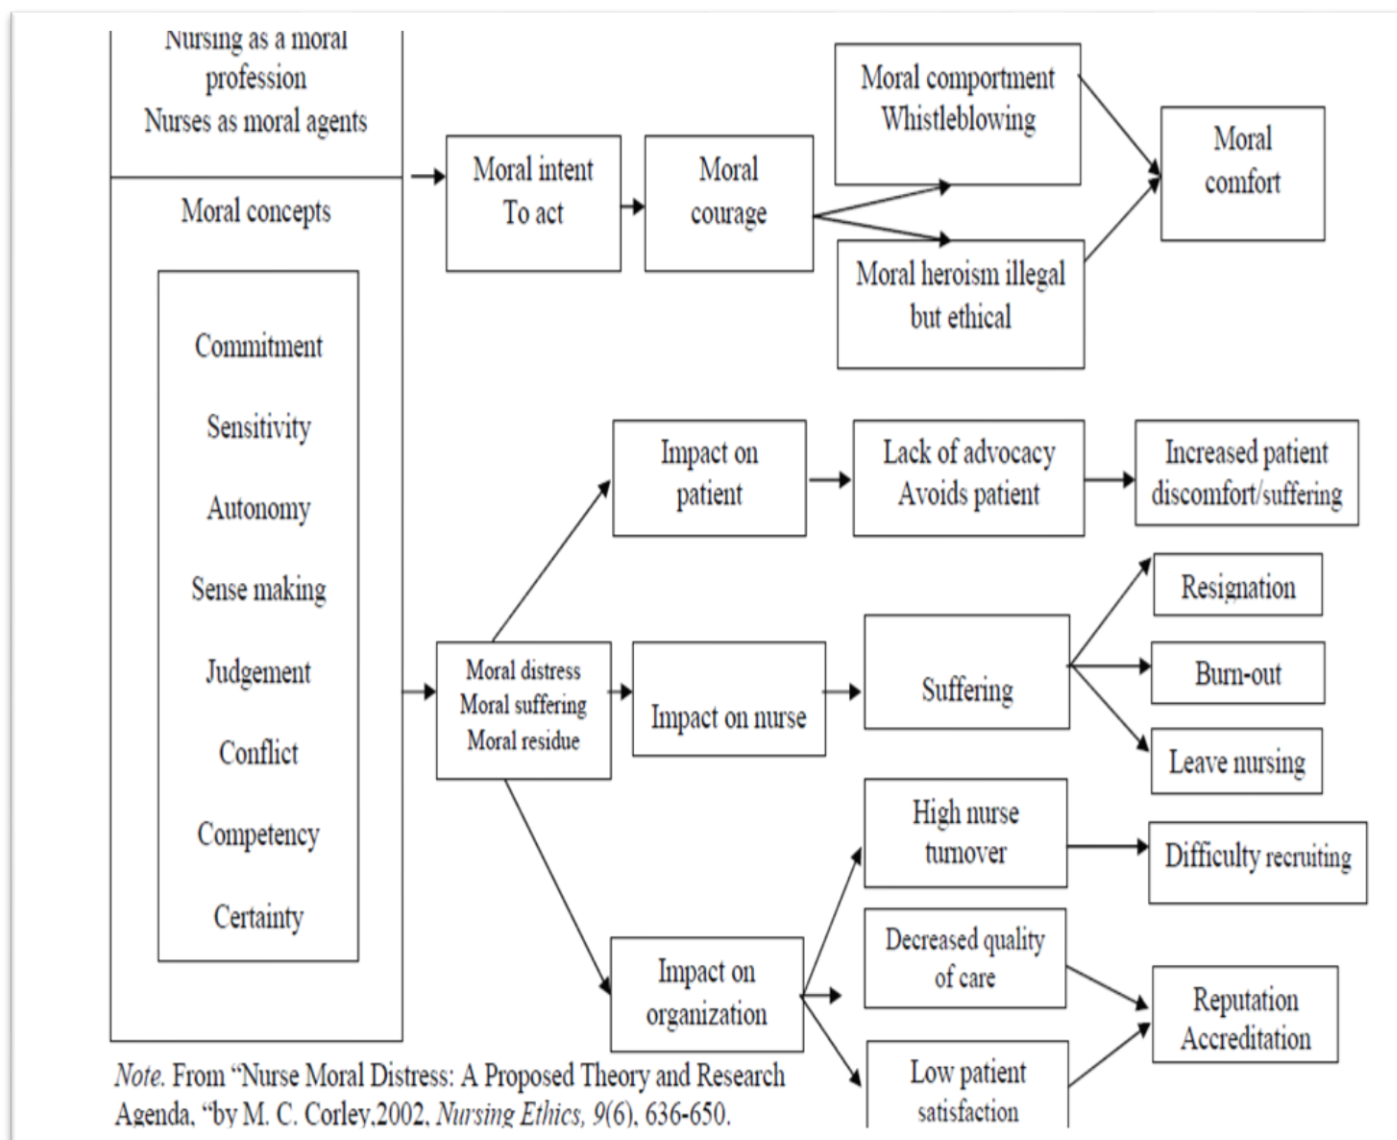 Nursing as a moral
profession
Nurses as moral agents
Moral concepts
Commitment
Sensitivity
Autonomy
Sense making
Judgement
Conflict
Competency
Certainty
Moral intent
To act
Moral
courage
Moral comportment
Whistleblowing
Moral heroism illegal
but ethical
Moral
comfort
Moral distress
Moral suffering
Moral residue
Impact on
patient
Lack of advocacy
Avoids patient
Increased patient
discomfort/suffering
Impact on nurse
Suffering
Resignation
Burn-out
Leave nursing
Impact on
organization
High nurse
turnover
Difficulty recruiting
Decreased quality
of care
Low patient
satisfaction
Reputation
Accreditation
Note. From “Nurse Moral Distress: A Proposed Theory and Research
Agenda, “by M. C. Corley,2002, Nursing Ethics, 9(6), 636-650.